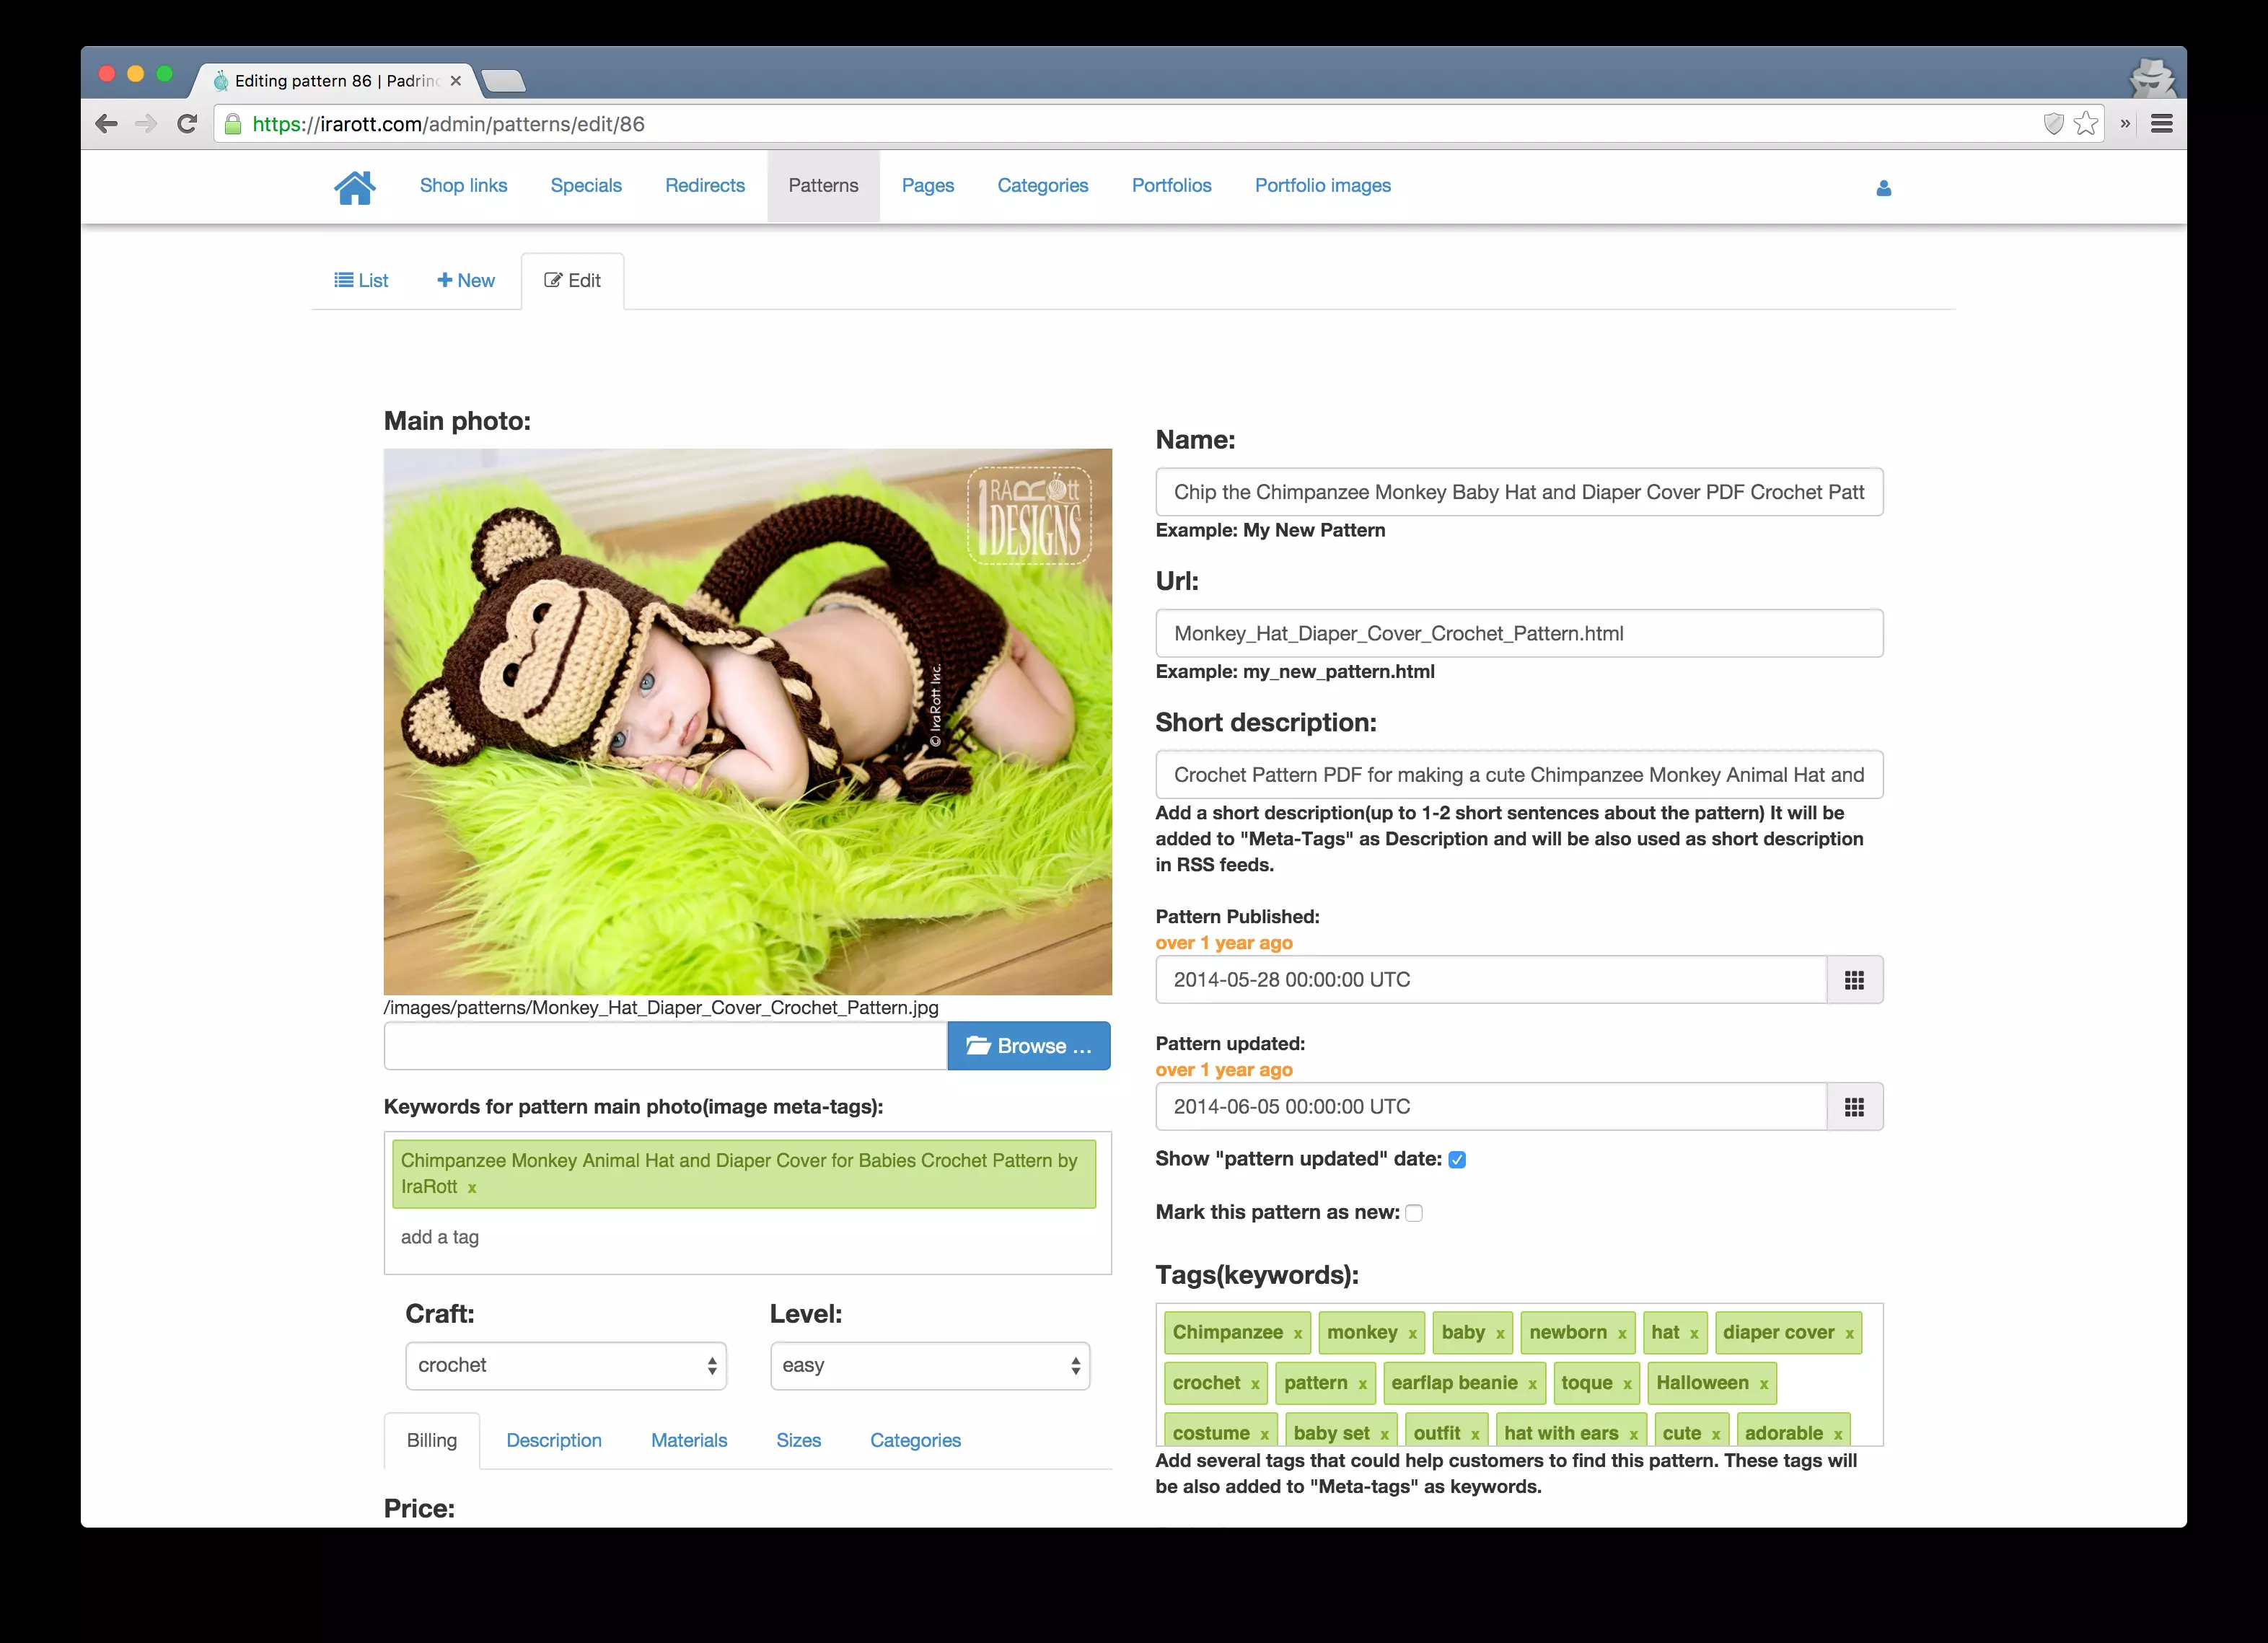 Editing pattern 86 | Padrino
https://irarott.com/admin/patterns/edit/86
Shop links Specials Redirects Patterns Pages Categories Portfolios Portfolio images
List New Edit
Main photo:
IRA ROtt
DESIGNS
© IraRott Inc.
/images/patterns/Monkey_Hat_Diaper_Cover_Crochet_Pattern.jpg
Browse ...
Keywords for pattern main photo(image meta-tags):
Chimpanzee Monkey Animal Hat and Diaper Cover for Babies Crochet Pattern by
IraRott x
add a tag
Craft: Level:
crochet easy
Billing Description Materials Sizes Categories
Price:
Name:
Chip the Chimpanzee Monkey Baby Hat and Diaper Cover PDF Crochet Patt
Example: My New Pattern
Url:
Monkey_Hat_Diaper_Cover_Crochet_Pattern.html
Example: my_new_pattern.html
Short description:
Crochet Pattern PDF for making a cute Chimpanzee Monkey Animal Hat and
Add a short description(up to 1-2 short sentences about the pattern) It will be
added to "Meta-Tags" as Description and will be also used as short description
in RSS feeds.
Pattern Published:
over 1 year ago
2014-05-28 00:00:00 UTC
Pattern updated:
over 1 year ago
2014-06-05 00:00:00 UTC
Show "pattern updated" date:
Mark this pattern as new:
Tags(keywords):
Chimpanzee x monkey x baby x newborn x hat x diaper cover x
crochet x pattern x earflap beanie x toque x Halloween x
costume x baby set x outfit x hat with ears x cute x adorable x
Add several tags that could help customers to find this pattern. These tags will
be also added to "Meta-tags" as keywords.